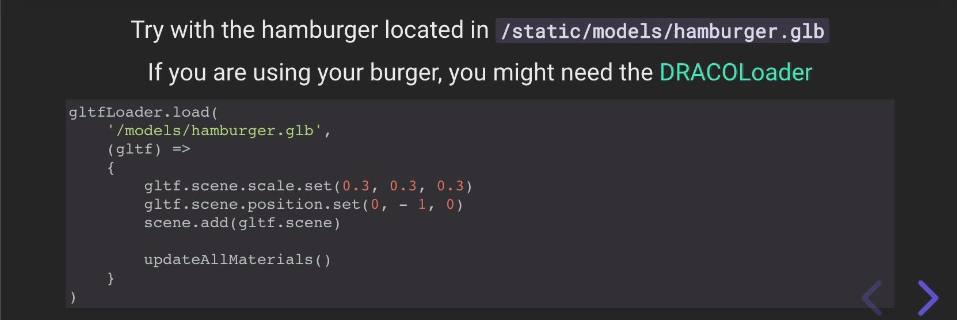 Try with the hamburger located in /static/models/hamburger.glb
If you are using your burger, you might need the DRACOLoader
gltfLoader.load(
    '/models/hamburger.glb',
    (gltf) =>
    {
        gltf.scene.scale.set(0.3, 0.3, 0.3)
        gltf.scene.position.set(0, - 1, 0)
        scene.add(gltf.scene)

        updateAllMaterials()
    }
)